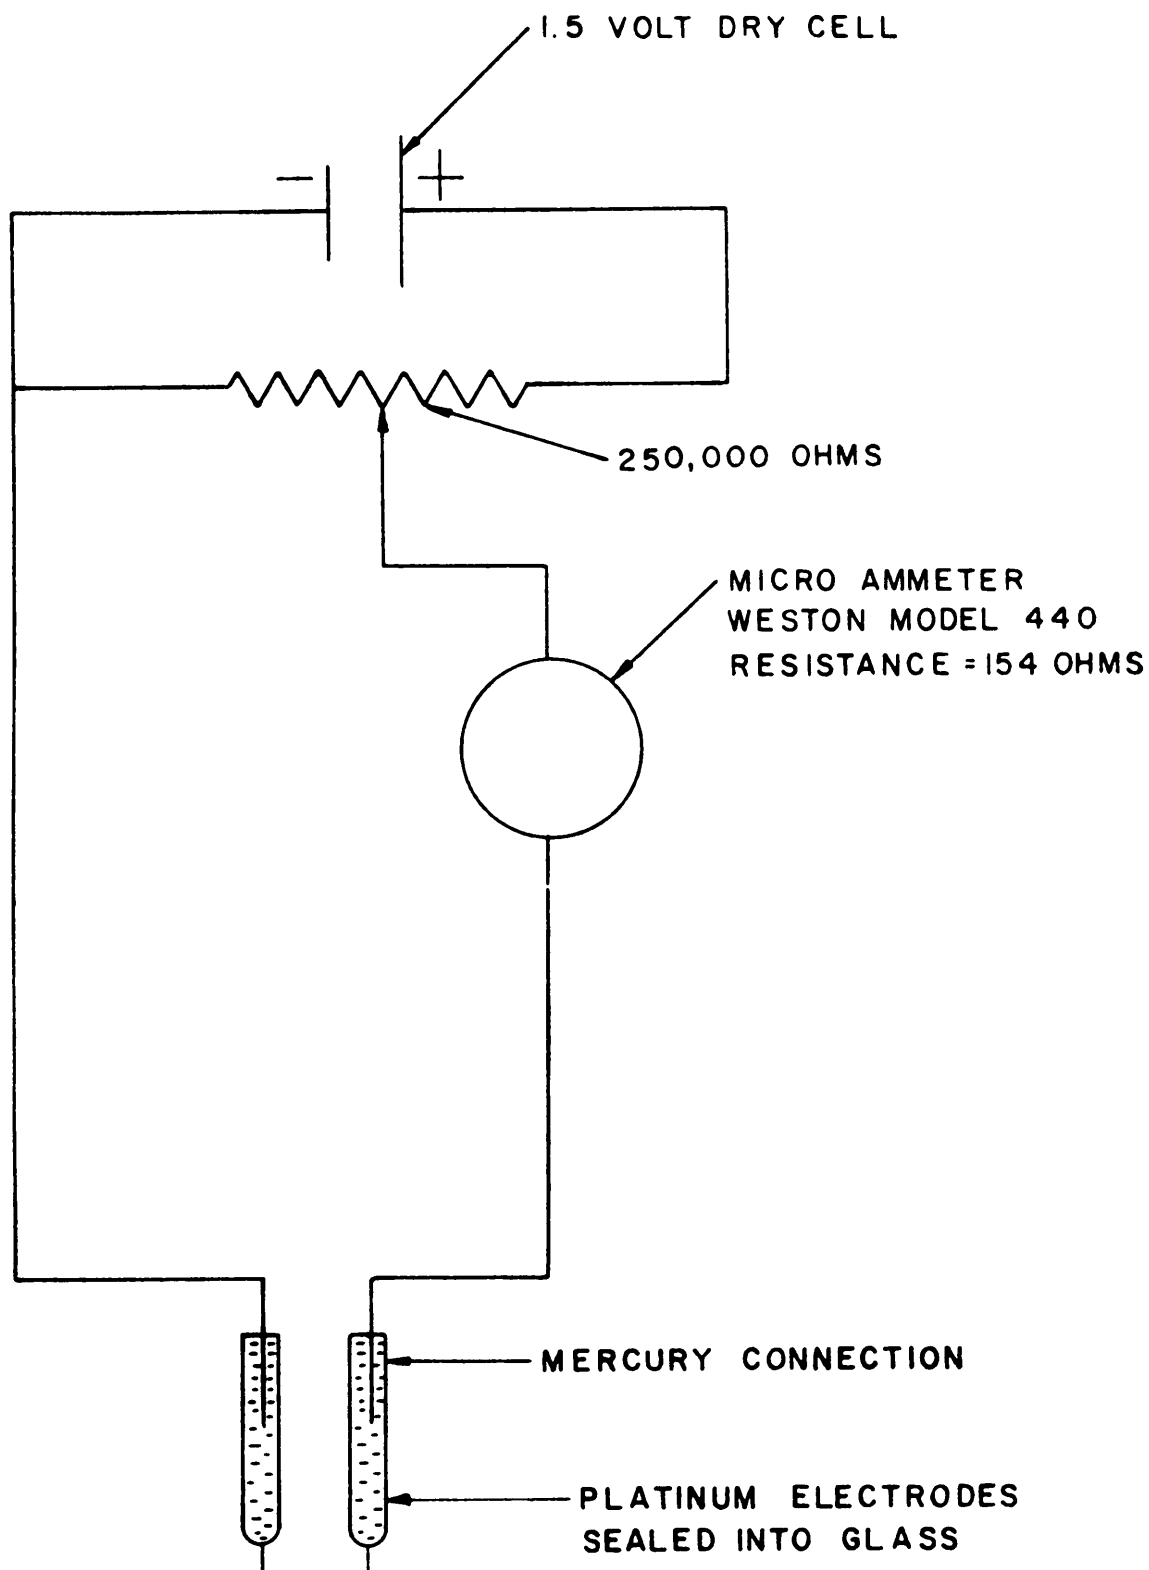 1.5 VOLT DRY CELL
- +
250,000 OHMS
MICRO AMMETER
WESTON MODEL 440
RESISTANCE = 154 OHMS
MERCURY CONNECTION
PLATINUM ELECTRODES
SEALED INTO GLASS